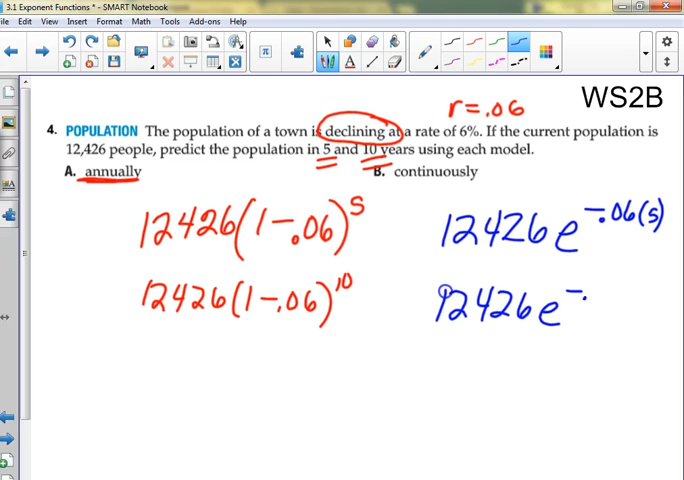 3.1 Exponent Functions * - SMART Notebook
Edit View Insert Format Tools Add-ons Help
WS2B
r=.06
4. POPULATION The population of a town is declining at a rate of 6%. If the current population is
12,426 people, predict the population in 5 and 10 years using each model.
A. annually B. continuously
12426(1-.06)^5 12426e^-.06(5)
12426(1-.06)^10 12426e^-.